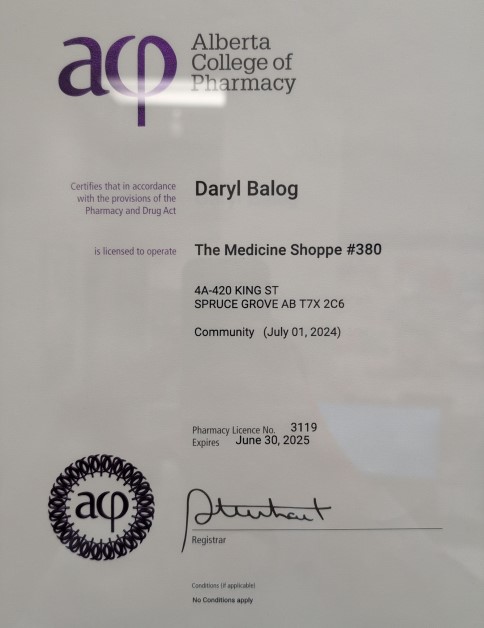 acp
Alberta
College of
Pharmacy
Certifies that in accordance
with the provisions of the
Pharmacy and Drug Act
Daryl Balog
is licensed to operate
The Medicine Shoppe #380
4A-420 KING ST
SPRUCE GROVE AB T7X 2C6
Community (July 01, 2024)
Pharmacy Licence No. 3119
Expires June 30, 2025
acp
Registrar
Conditions (if applicable)
No Conditions apply